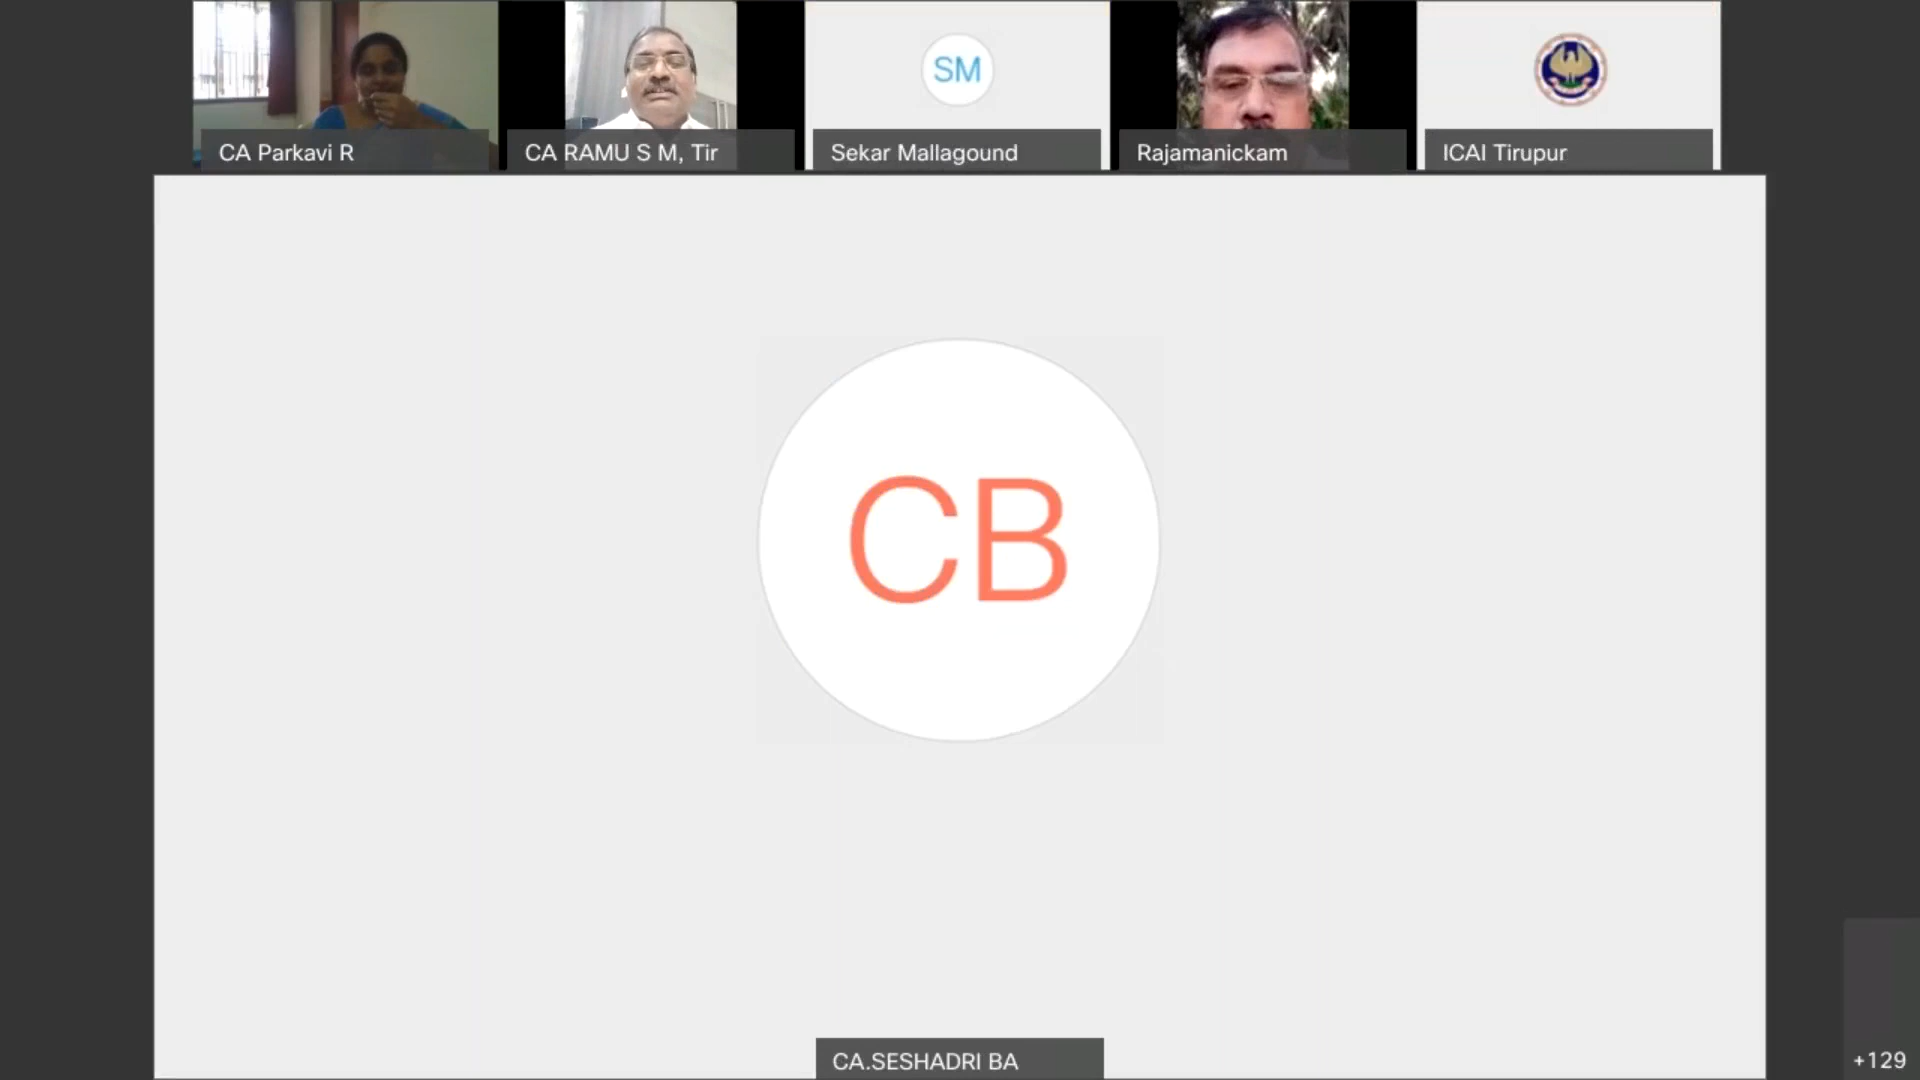 SM
CA Parkavi R
CA RAMU S M, Tir
Sekar Mallagound
Rajamanickam
ICAI Tirupur
CB
CA.SESHADRI BA
+129